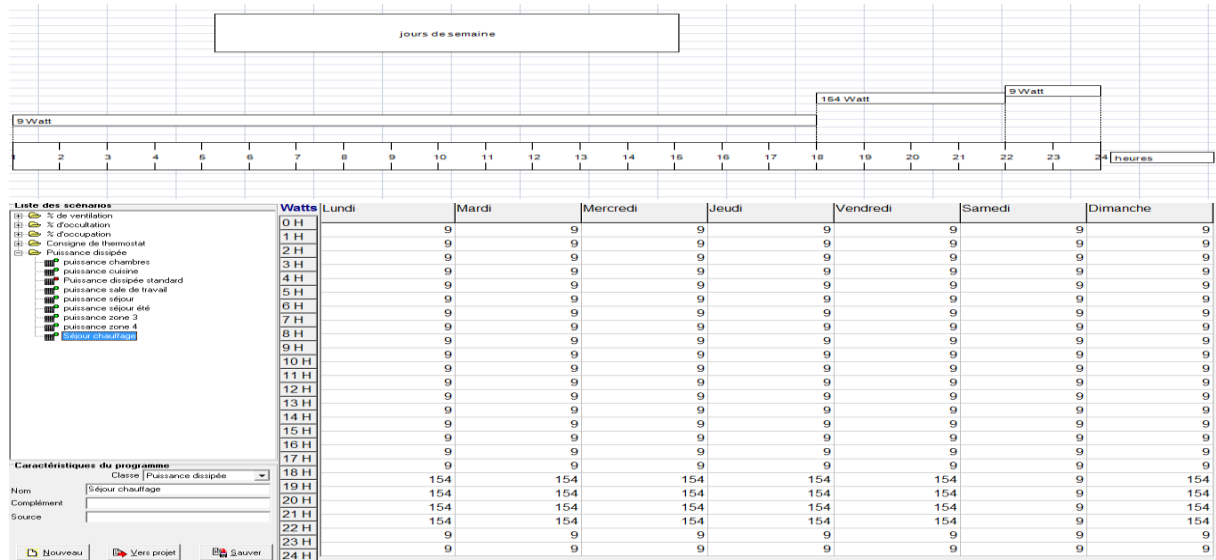 jours de semaine
9 Watt
154 Watt
9 Watt
1 2 3 4 5 6 7 8 9 10 11 12 13 14 15 16 17 18 19 20 21 22 23 24 heures
Liste des scénarios
% de ventilation
% d'occultation
% d'occupation
Consigne de thermostat
Puissance dissipée
puissance chambres
puissance cuisine
Puissance dissipée standard
puissance sale de travail
puissance séjour
puissance séjour été
puissance zone 3
puissance zone 4
Séjour chauffage
Caractéristiques du programme
Classe Puissance dissipée
Nom Séjour chauffage
Complément
Source
Nouveau Vers projet Sauver
Watts Lundi Mardi Mercredi Jeudi Vendredi Samedi Dimanche
0 H
9 9 9 9 9 9 9
1 H
9 9 9 9 9 9 9
2 H
9 9 9 9 9 9 9
3 H
9 9 9 9 9 9 9
4 H
9 9 9 9 9 9 9
5 H
9 9 9 9 9 9 9
6 H
9 9 9 9 9 9 9
7 H
9 9 9 9 9 9 9
8 H
9 9 9 9 9 9 9
9 H
9 9 9 9 9 9 9
10 H
9 9 9 9 9 9 9
11 H
9 9 9 9 9 9 9
12 H
9 9 9 9 9 9 9
13 H
9 9 9 9 9 9 9
14 H
9 9 9 9 9 9 9
15 H
9 9 9 9 9 9 9
16 H
9 9 9 9 9 9 9
17 H
9 9 9 9 9 9 9
18 H
154 154 154 154 154 9 154
19 H
154 154 154 154 154 9 154
20 H
154 154 154 154 154 9 154
21 H
154 154 154 154 154 9 154
22 H
9 9 9 9 9 9 9
23 H
9 9 9 9 9 9 9
24 H